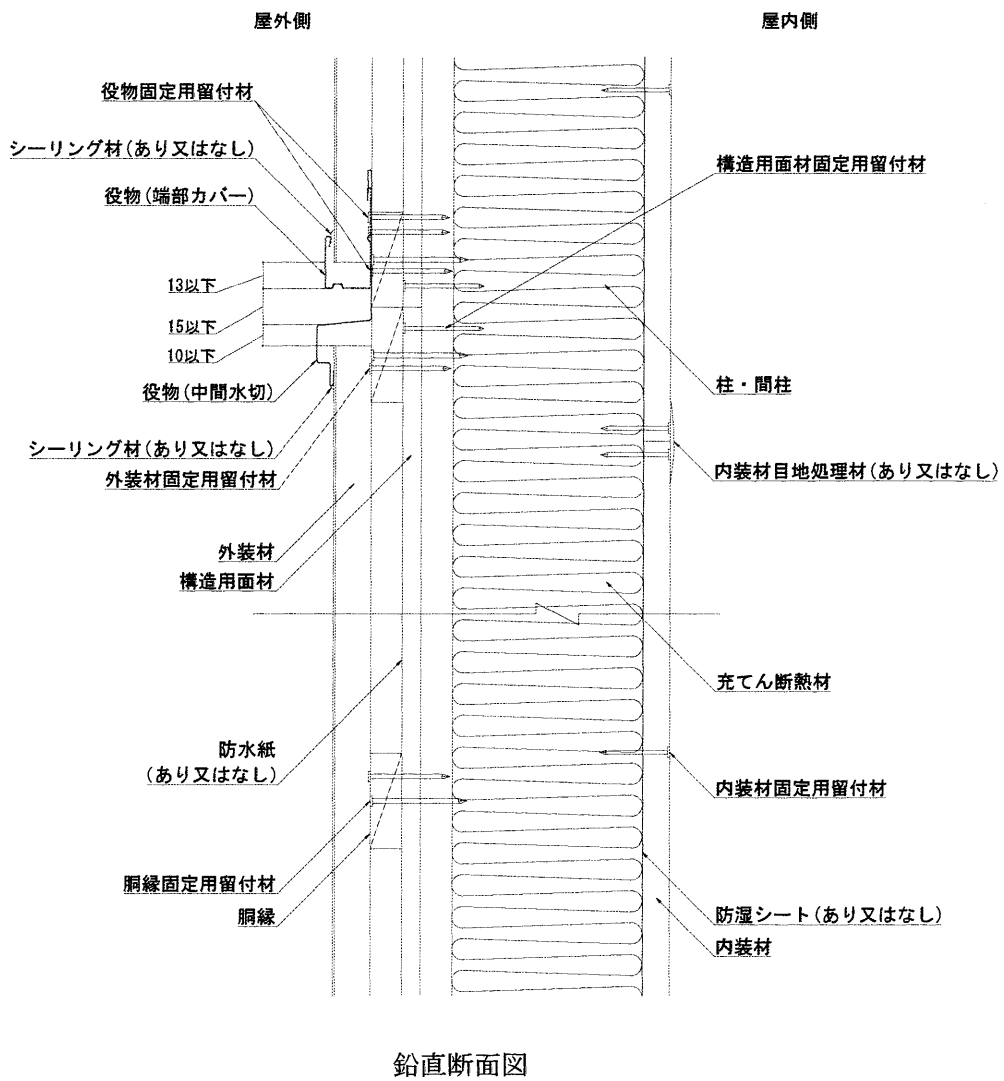 屋外側
屋内側
役物固定用留付材
シーリング材(あり又はなし)
役物(端部カバー)
13以下
15以下
10以下
役物(中間水切)
シーリング材(あり又はなし)
外装材固定用留付材
外装材
構造用面材
防水紙
(あり又はなし)
胴縁固定用留付材
胴縁
構造用面材固定用留付材
柱・間柱
内装材目地処理材(あり又はなし)
充てん断熱材
内装材固定用留付材
防湿シート(あり又はなし)
内装材
鉛直断面図